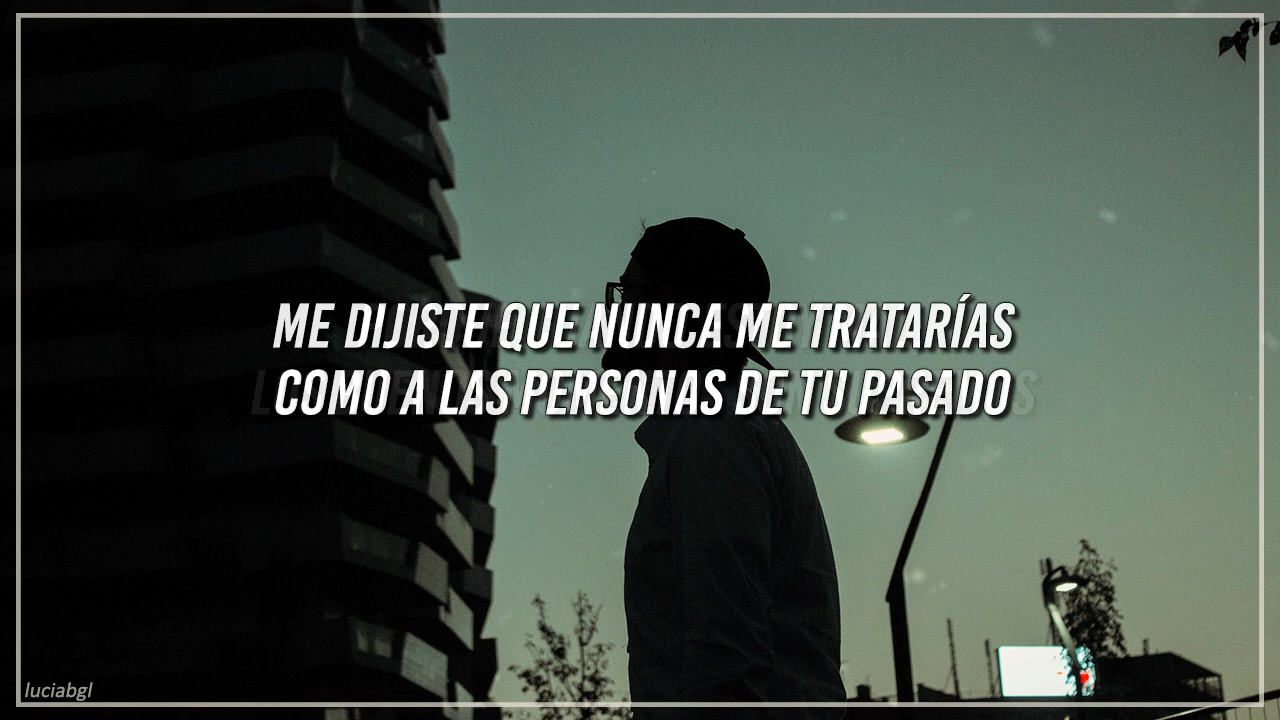 ME DIJISTE QUE NUNCA ME TRATARÍAS
COMO A LAS PERSONAS DE TU PASADO
luciabgl